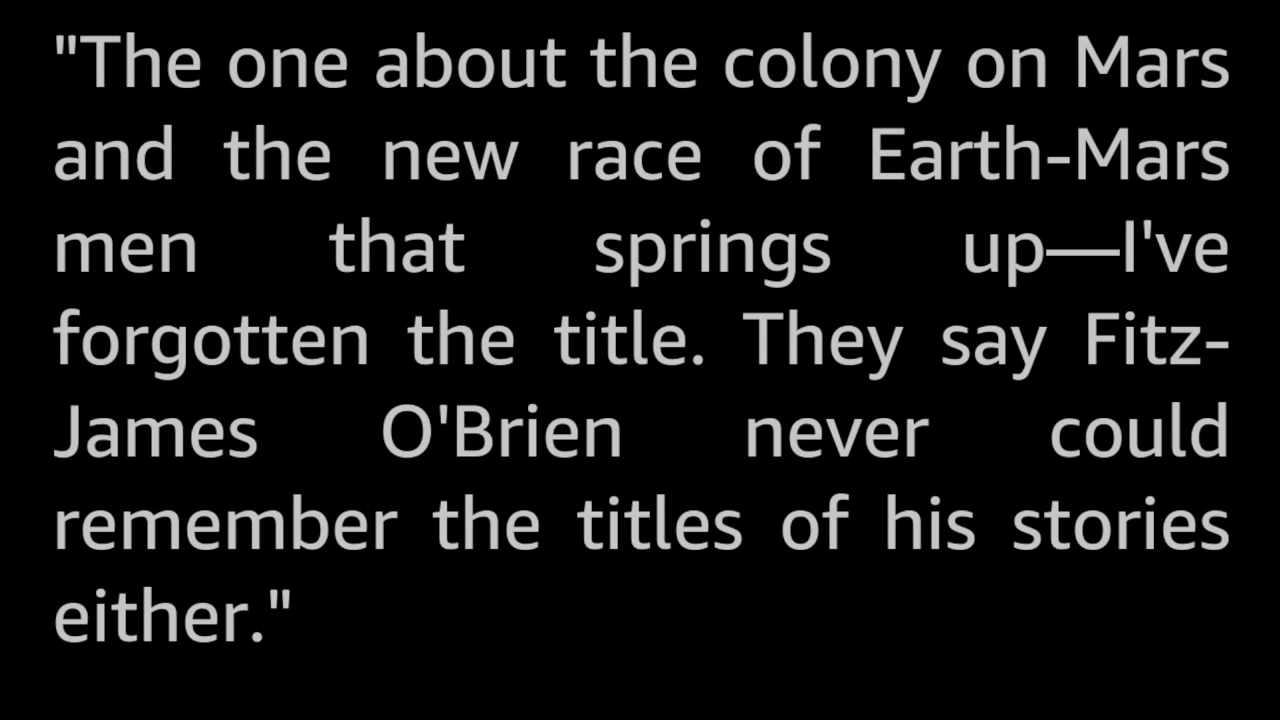 "The one about the colony on Mars
and the new race of Earth-Mars
men that springs up—I've
forgotten the title. They say Fitz-
James O'Brien never could
remember the titles of his stories
either."